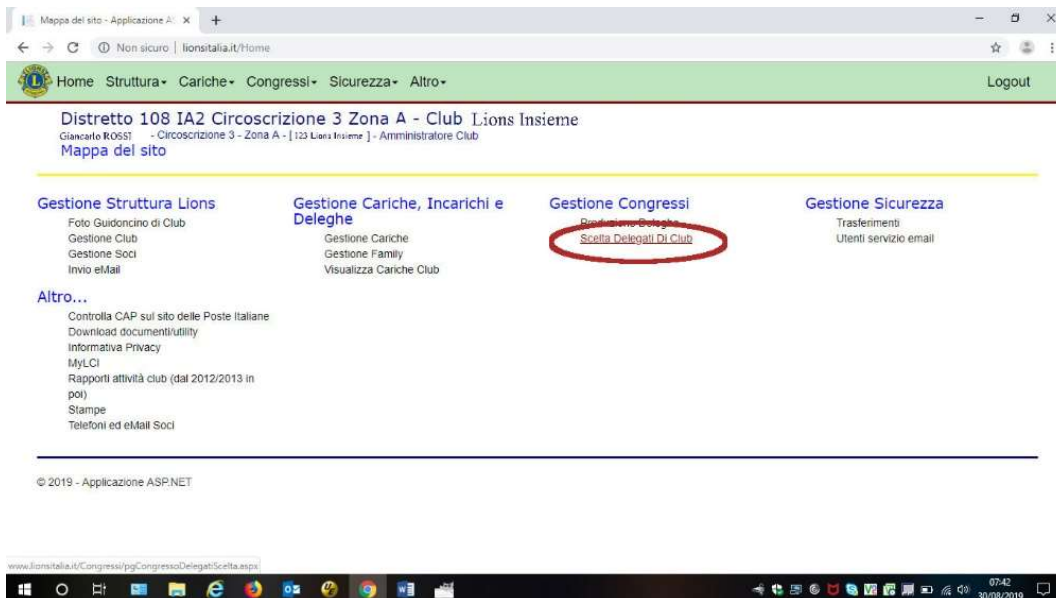 Mappa del sito - Applicazione A
Non sicuro | lionsitalia.it/Home
Home Struttura Cariche Congressi Sicurezza Altro Logout
Distretto 108 IA2 Circoscrizione 3 Zona A - Club Lions Insieme
Giancarlo ROSSI - Circoscrizione 3 - Zona A - [ 123 Lions Insieme ] - Amministratore Club
Mappa del sito
Gestione Struttura Lions
Foto Guidoncino di Club
Gestione Club
Gestione Soci
Invio eMail
Gestione Cariche, Incarichi e
Deleghe
Gestione Cariche
Gestione Family
Visualizza Cariche Club
Gestione Congressi
Produzione Deleghe
Scelta Delegati Di Club
Gestione Sicurezza
Trasferimenti
Utenti servizio email
Altro...
Controlla CAP sul sito delle Poste Italiane
Download documenti/utility
Informativa Privacy
MyLCI
Rapporti attività club (dal 2012/2013 in
poi)
Stampe
Telefoni ed eMail Soci
© 2019 - Applicazione ASP.NET
www.lionsitalia.it/Congressi/pgCongressoDelegatiScelta.aspx
07:42
30/08/2019